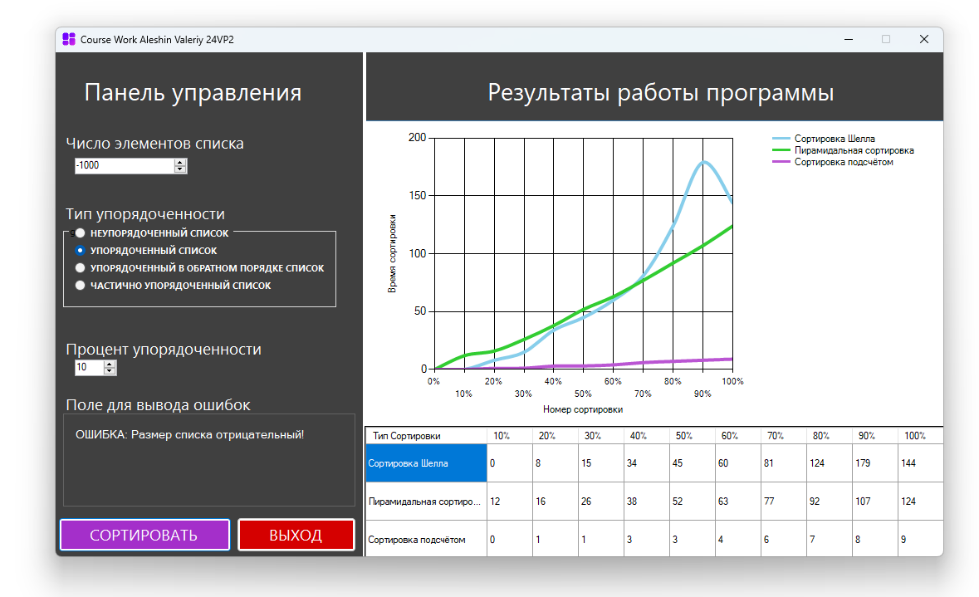 Course Work Aleshin Valeriy 24VP2
Панель управления
Число элементов списка
-1000
Тип упорядоченности
НЕУПОРЯДОЧЕННЫЙ СПИСОК
УПОРЯДОЧЕННЫЙ СПИСОК
УПОРЯДОЧЕННЫЙ В ОБРАТНОМ ПОРЯДКЕ СПИСОК
ЧАСТИЧНО УПОРЯДОЧЕННЫЙ СПИСОК
Процент упорядоченности
10
Поле для вывода ошибок
ОШИБКА: Размер списка отрицательный!
СОРТИРОВАТЬ ВЫХОД
Результаты работы программы
Сортировка Шелла
Пирамидальная сортировка
Сортировка подсчётом
Время сортировки
200
150
100
50
0
0% 20% 40% 60% 80% 100%
10% 30% 50% 70% 90%
Номер сортировки
Тип Сортировки 10% 20% 30% 40% 50% 60% 70% 80% 90% 100%
Сортировка Шелла 0 8 15 34 45 60 81 124 179 144
Пирамидальная сортиро... 12 16 26 38 52 63 77 92 107 124
Сортировка подсчётом 0 1 1 3 3 4 6 7 8 9